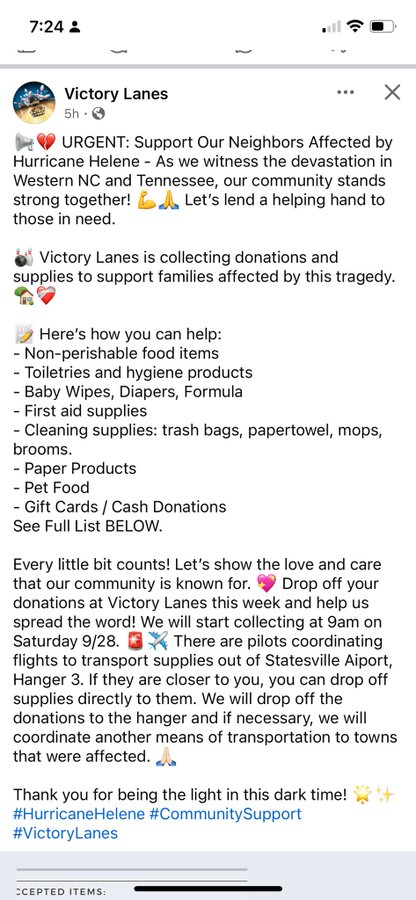 7:24
Victory Lanes
5h ·
📢💔 URGENT: Support Our Neighbors Affected by
Hurricane Helene - As we witness the devastation in
Western NC and Tennessee, our community stands
strong together! 💪🙏 Let's lend a helping hand to
those in need.
🎳 Victory Lanes is collecting donations and
supplies to support families affected by this tragedy.
🏡❤️‍🩹
📝 Here's how you can help:
- Non-perishable food items
- Toiletries and hygiene products
- Baby Wipes, Diapers, Formula
- First aid supplies
- Cleaning supplies: trash bags, papertowel, mops,
brooms.
- Paper Products
- Pet Food
- Gift Cards / Cash Donations
See Full List BELOW.
Every little bit counts! Let's show the love and care
that our community is known for. 💖 Drop off your
donations at Victory Lanes this week and help us
spread the word! We will start collecting at 9am on
Saturday 9/28. 🚨✈️ There are pilots coordinating
flights to transport supplies out of Statesville Aiport,
Hanger 3. If they are closer to you, you can drop off
supplies directly to them. We will drop off the
donations to the hanger and if necessary, we will
coordinate another means of transportation to towns
that were affected. 🙏🏻
Thank you for being the light in this dark time! 🌟✨
#HurricaneHelene #CommunitySupport
#VictoryLanes
CCEPTED ITEMS: